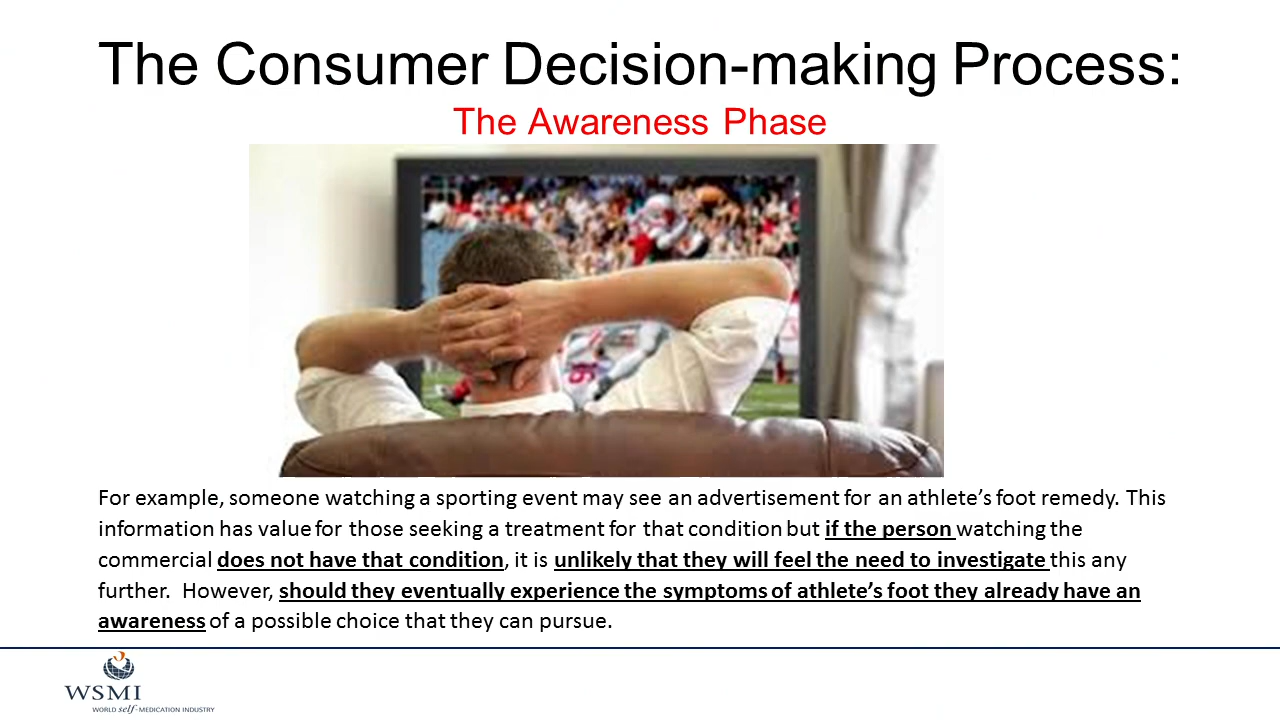 The Consumer Decision-making Process:
The Awareness Phase
For example, someone watching a sporting event may see an advertisement for an athlete’s foot remedy. This
information has value for those seeking a treatment for that condition but if the person watching the
commercial does not have that condition, it is unlikely that they will feel the need to investigate this any
further. However, should they eventually experience the symptoms of athlete’s foot they already have an
awareness of a possible choice that they can pursue.
WSMI
WORLD self-MEDICATION INDUSTRY